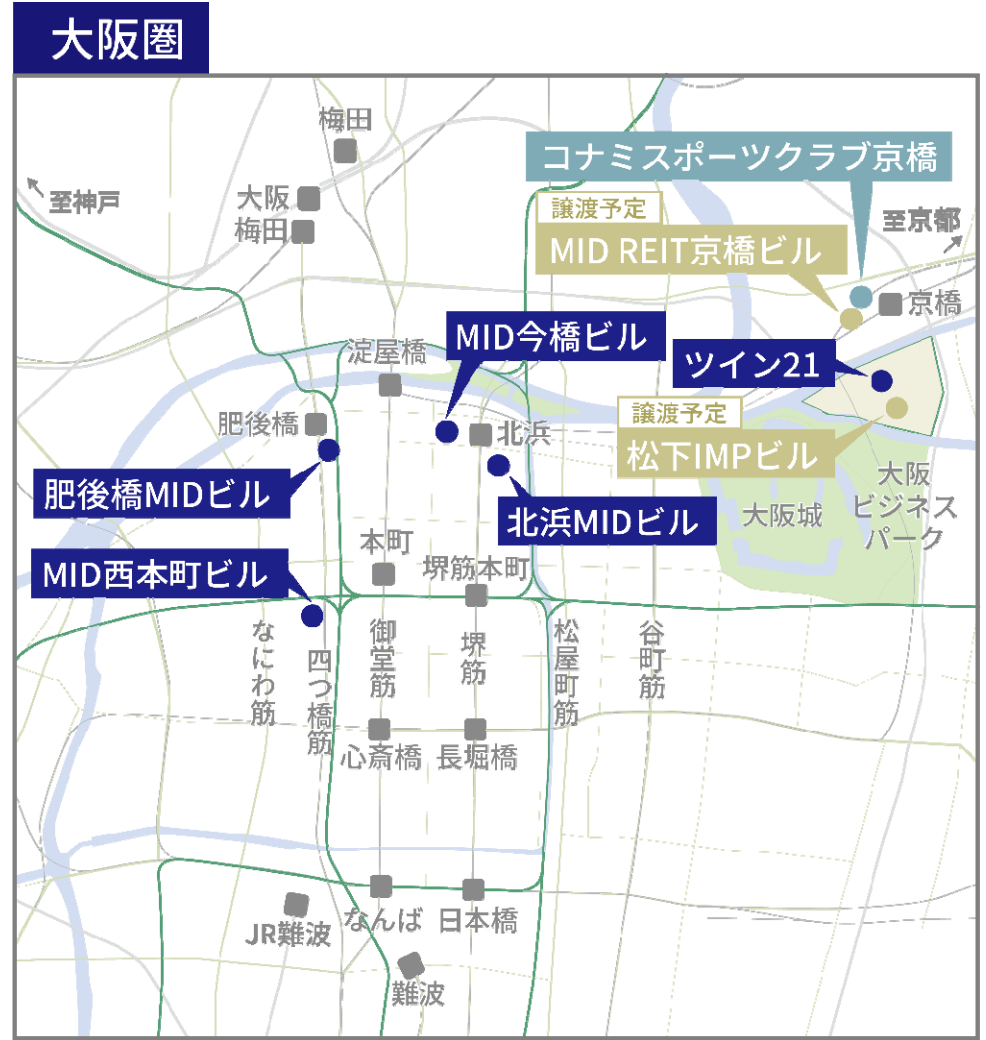 大阪圏
梅田
コナミスポーツクラブ京橋
至神戸
大阪
梅田
譲渡予定
MID REIT京橋ビル
至京都
京橋
淀屋橋
MID今橋ビル
ツイン21
肥後橋
北浜
譲渡予定
松下IMPビル
肥後橋MIDビル
北浜MIDビル
大阪城
大阪
ビジネス
パーク
本町
堺筋本町
MID西本町ビル
なにわ筋
四つ橋筋
御堂筋
堺筋
松屋町筋
谷町筋
心斎橋
長堀橋
JR難波
なんば
日本橋
難波